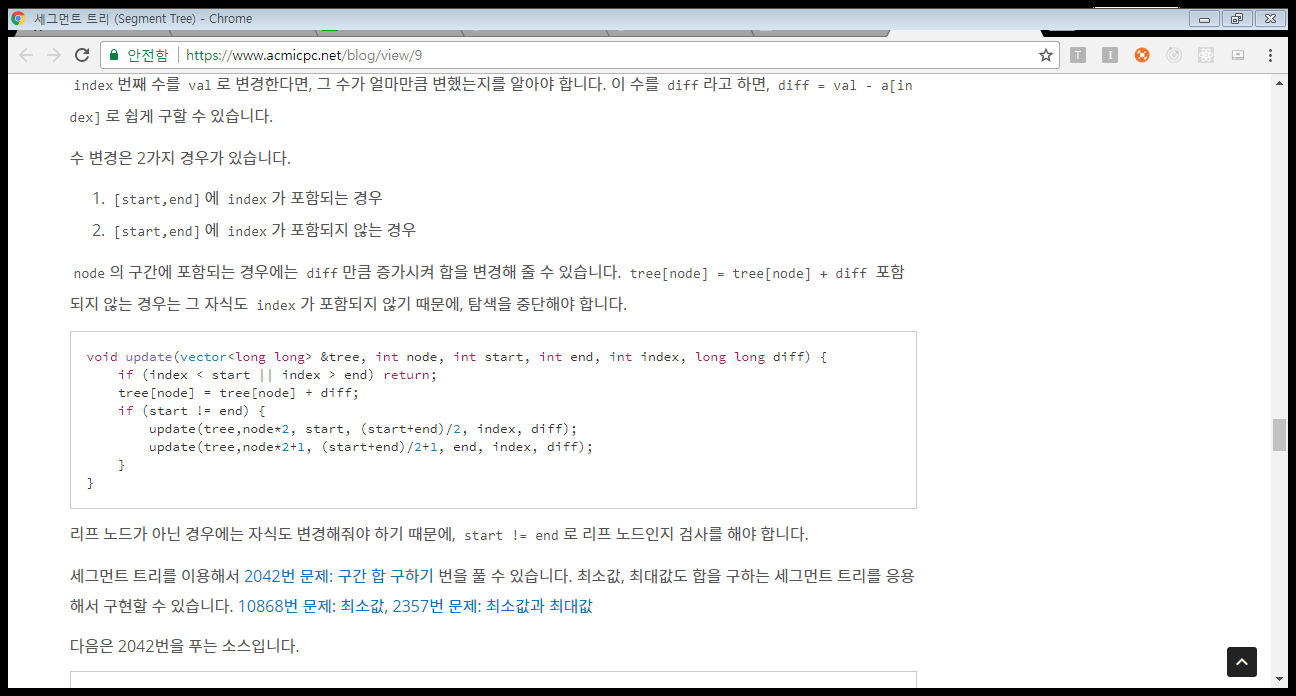 세그먼트 트리 (Segment Tree) - Chrome
안전함 https://www.acmicpc.net/blog/view/9
T I
index 번째 수를 val 로 변경한다면, 그 수가 얼마만큼 변했는지를 알아야 합니다. 이 수를 diff 라고 하면, diff = val - a[in
dex] 로 쉽게 구할 수 있습니다.
수 변경은 2가지 경우가 있습니다.
1. [start,end] 에 index 가 포함되는 경우
2. [start,end] 에 index 가 포함되지 않는 경우
node 의 구간에 포함되는 경우에는 diff 만큼 증가시켜 합을 변경해 줄 수 있습니다. tree[node] = tree[node] + diff 포함
되지 않는 경우는 그 자식도 index 가 포함되지 않기 때문에, 탐색을 중단해야 합니다.
void update(vector<long long> &tree, int node, int start, int end, int index, long long diff) {
    if (index < start || index > end) return;
    tree[node] = tree[node] + diff;
    if (start != end) {
        update(tree,node*2, start, (start+end)/2, index, diff);
        update(tree,node*2+1, (start+end)/2+1, end, index, diff);
    }
}
리프 노드가 아닌 경우에는 자식도 변경해줘야 하기 때문에, start != end 로 리프 노드인지 검사를 해야 합니다.
세그먼트 트리를 이용해서 2042번 문제: 구간 합 구하기 번을 풀 수 있습니다. 최소값, 최대값도 합을 구하는 세그먼트 트리를 응용
해서 구현할 수 있습니다. 10868번 문제: 최소값, 2357번 문제: 최소값과 최대값
다음은 2042번을 푸는 소스입니다.